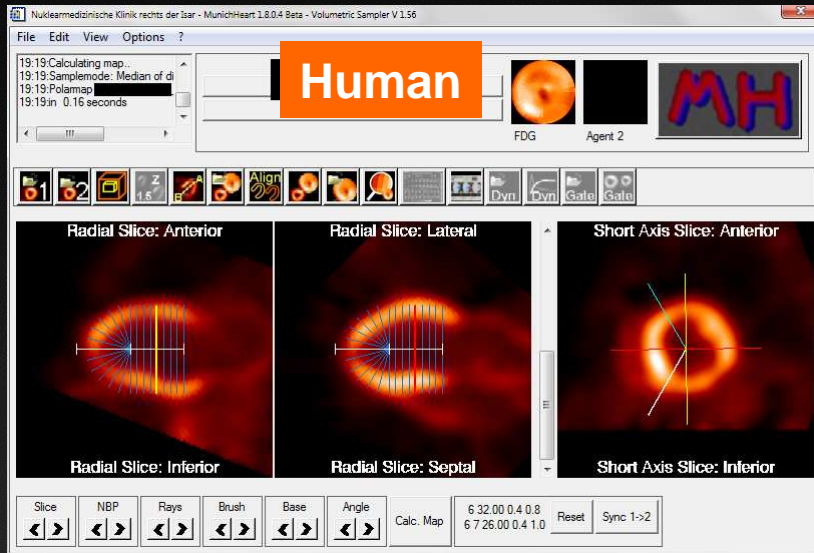 Nuklearmedizinische Klinik rechts der Isar - MunichHeart 1.8.0.4 Beta - Volumetric Sampler V 1.56
File Edit View Options ?
19:19:Calculating map..
19:19:Samplemode: Median of di
19:19:Polarmap
19:19:in 0.16 seconds
Human
FDG
Agent 2
MH
1 2 Z 1.5 A B Align Dyn Dyn Gate Gate
Radial Slice: Anterior
Radial Slice: Lateral
Short Axis Slice: Anterior
Radial Slice: Inferior
Radial Slice: Septal
Short Axis Slice: Inferior
Slice NBP Rays Brush Base Angle
Calc. Map
6 32.00 0.4 0.8
6 7 26.00 0.4 1.0
Reset
Sync 1->2